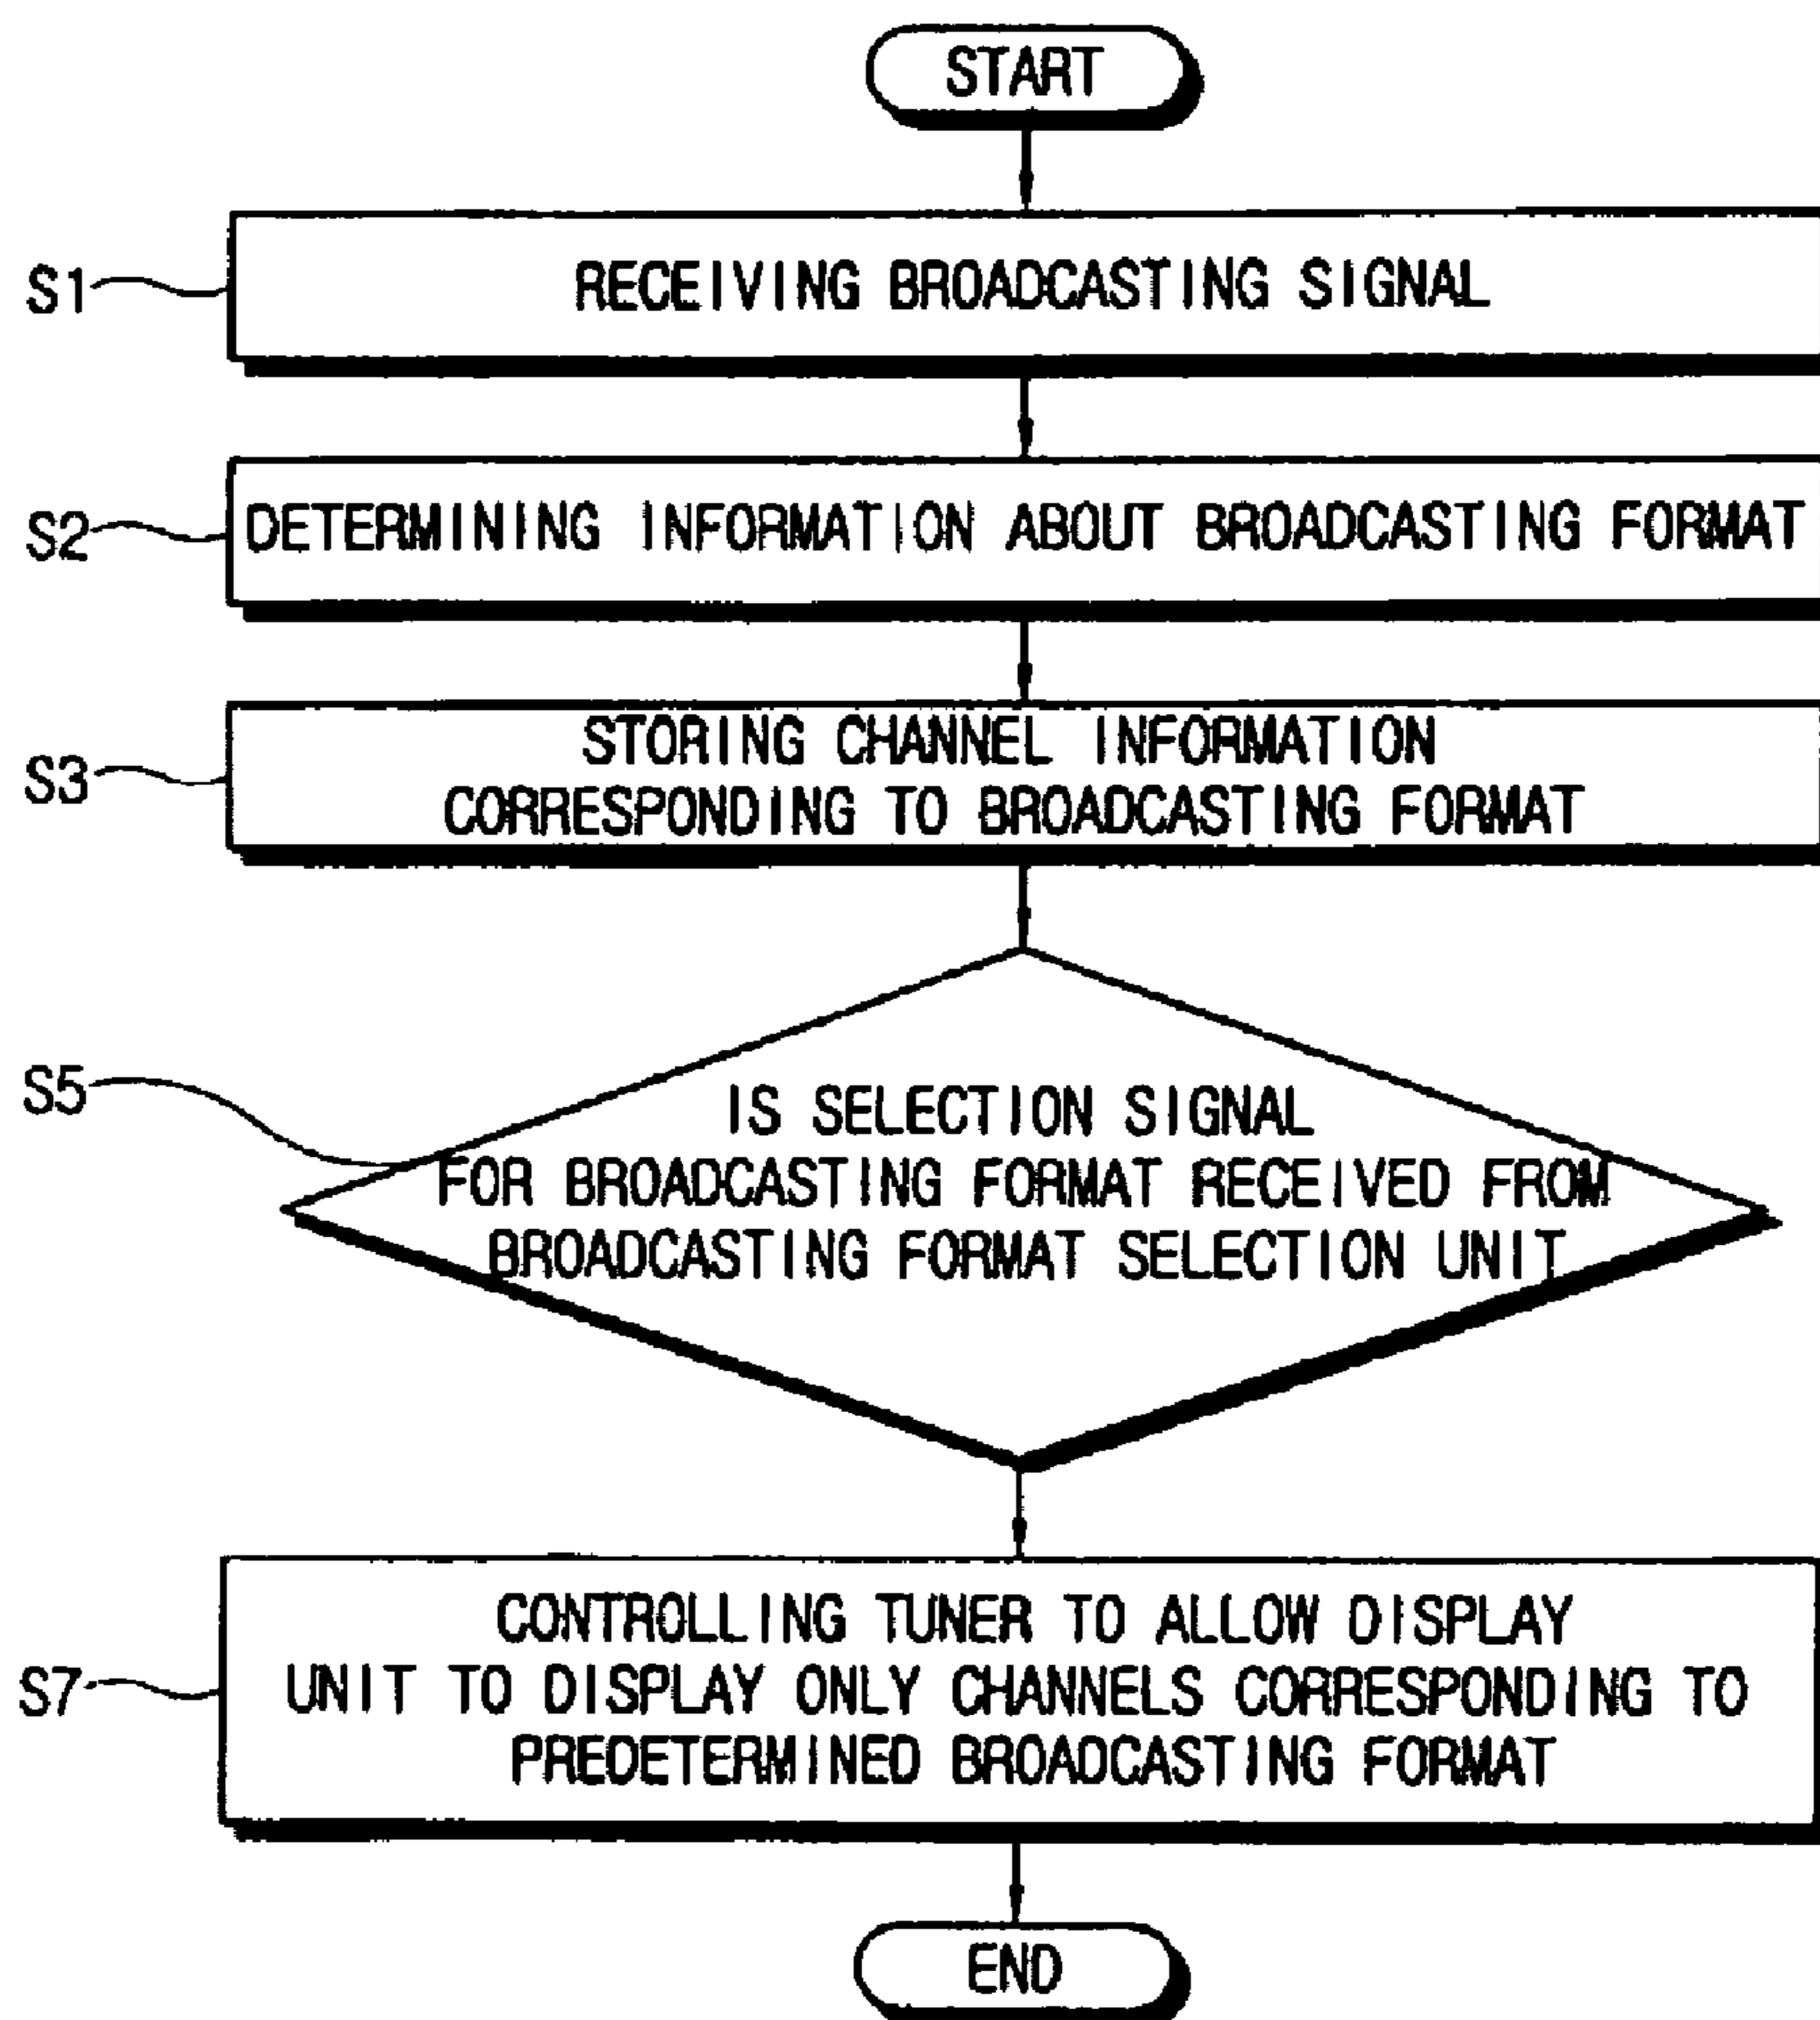 START
S1
RECEIVING BROADCASTING SIGNAL
S2
DETERMINING INFORMATION ABOUT BROADCASTING FORMAT
S3
STORING CHANNEL INFORMATION
CORRESPONDING TO BROADCASTING FORMAT
S5
IS SELECTION SIGNAL
FOR BROADCASTING FORMAT RECEIVED FROM
BROADCASTING FORMAT SELECTION UNIT
S7
CONTROLLING TUNER TO ALLOW DISPLAY
UNIT TO DISPLAY ONLY CHANNELS CORRESPONDING TO
PREDETERMINED BROADCASTING FORMAT
END